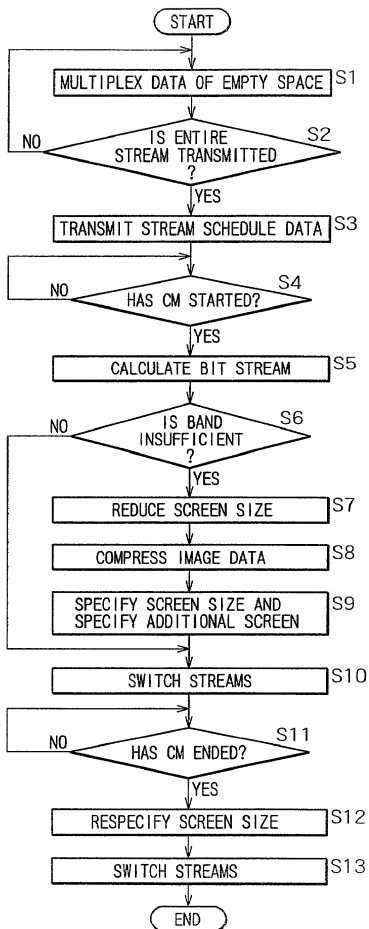 START
MULTIPLEX DATA OF EMPTY SPACE
S1
IS ENTIRE
STREAM TRANSMITTED
?
S2
NO
YES
TRANSMIT STREAM SCHEDULE DATA
S3
HAS CM STARTED?
S4
NO
YES
CALCULATE BIT STREAM
S5
IS BAND
INSUFFICIENT
?
S6
NO
YES
REDUCE SCREEN SIZE
S7
COMPRESS IMAGE DATA
S8
SPECIFY SCREEN SIZE AND
SPECIFY ADDITIONAL SCREEN
S9
SWITCH STREAMS
S10
HAS CM ENDED?
S11
NO
YES
RESPECIFY SCREEN SIZE
S12
SWITCH STREAMS
S13
END